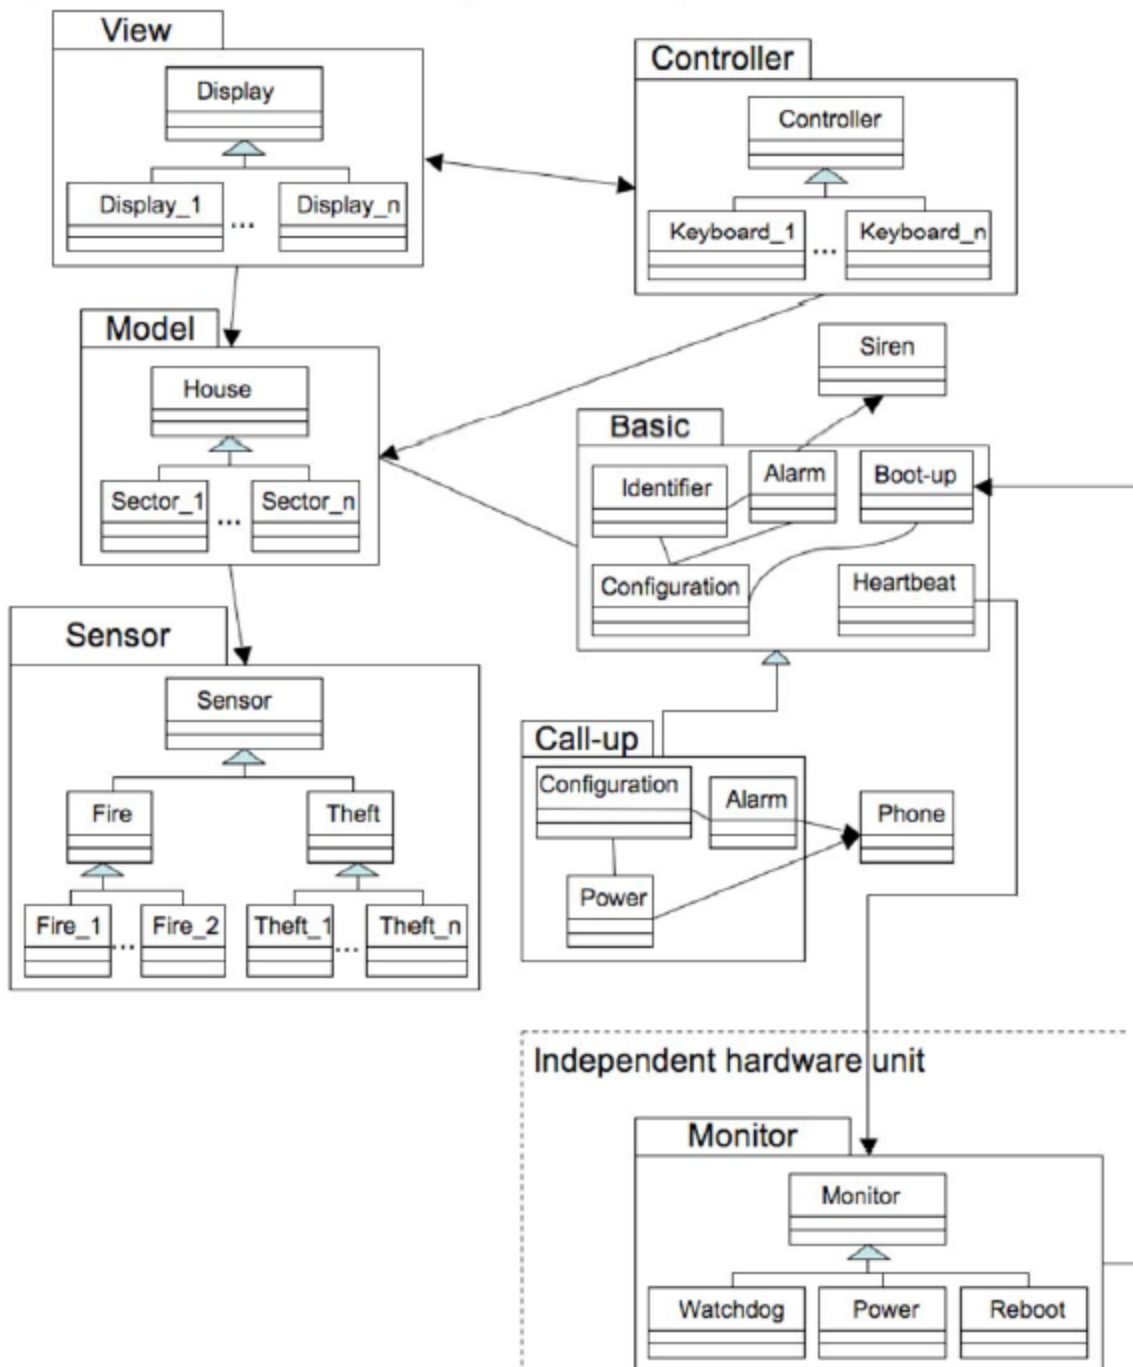 View
Display
Display_1
...
Display_n
Controller
Controller
Keyboard_1
...
Keyboard_n
Model
House
Sector_1
...
Sector_n
Siren
Basic
Identifier
Alarm
Boot-up
Configuration
Heartbeat
Sensor
Sensor
Fire
Theft
Fire_1
...
Fire_2
Theft_1
...
Theft_n
Call-up
Configuration
Alarm
Power
Phone
Independent hardware unit
Monitor
Monitor
Watchdog
Power
Reboot